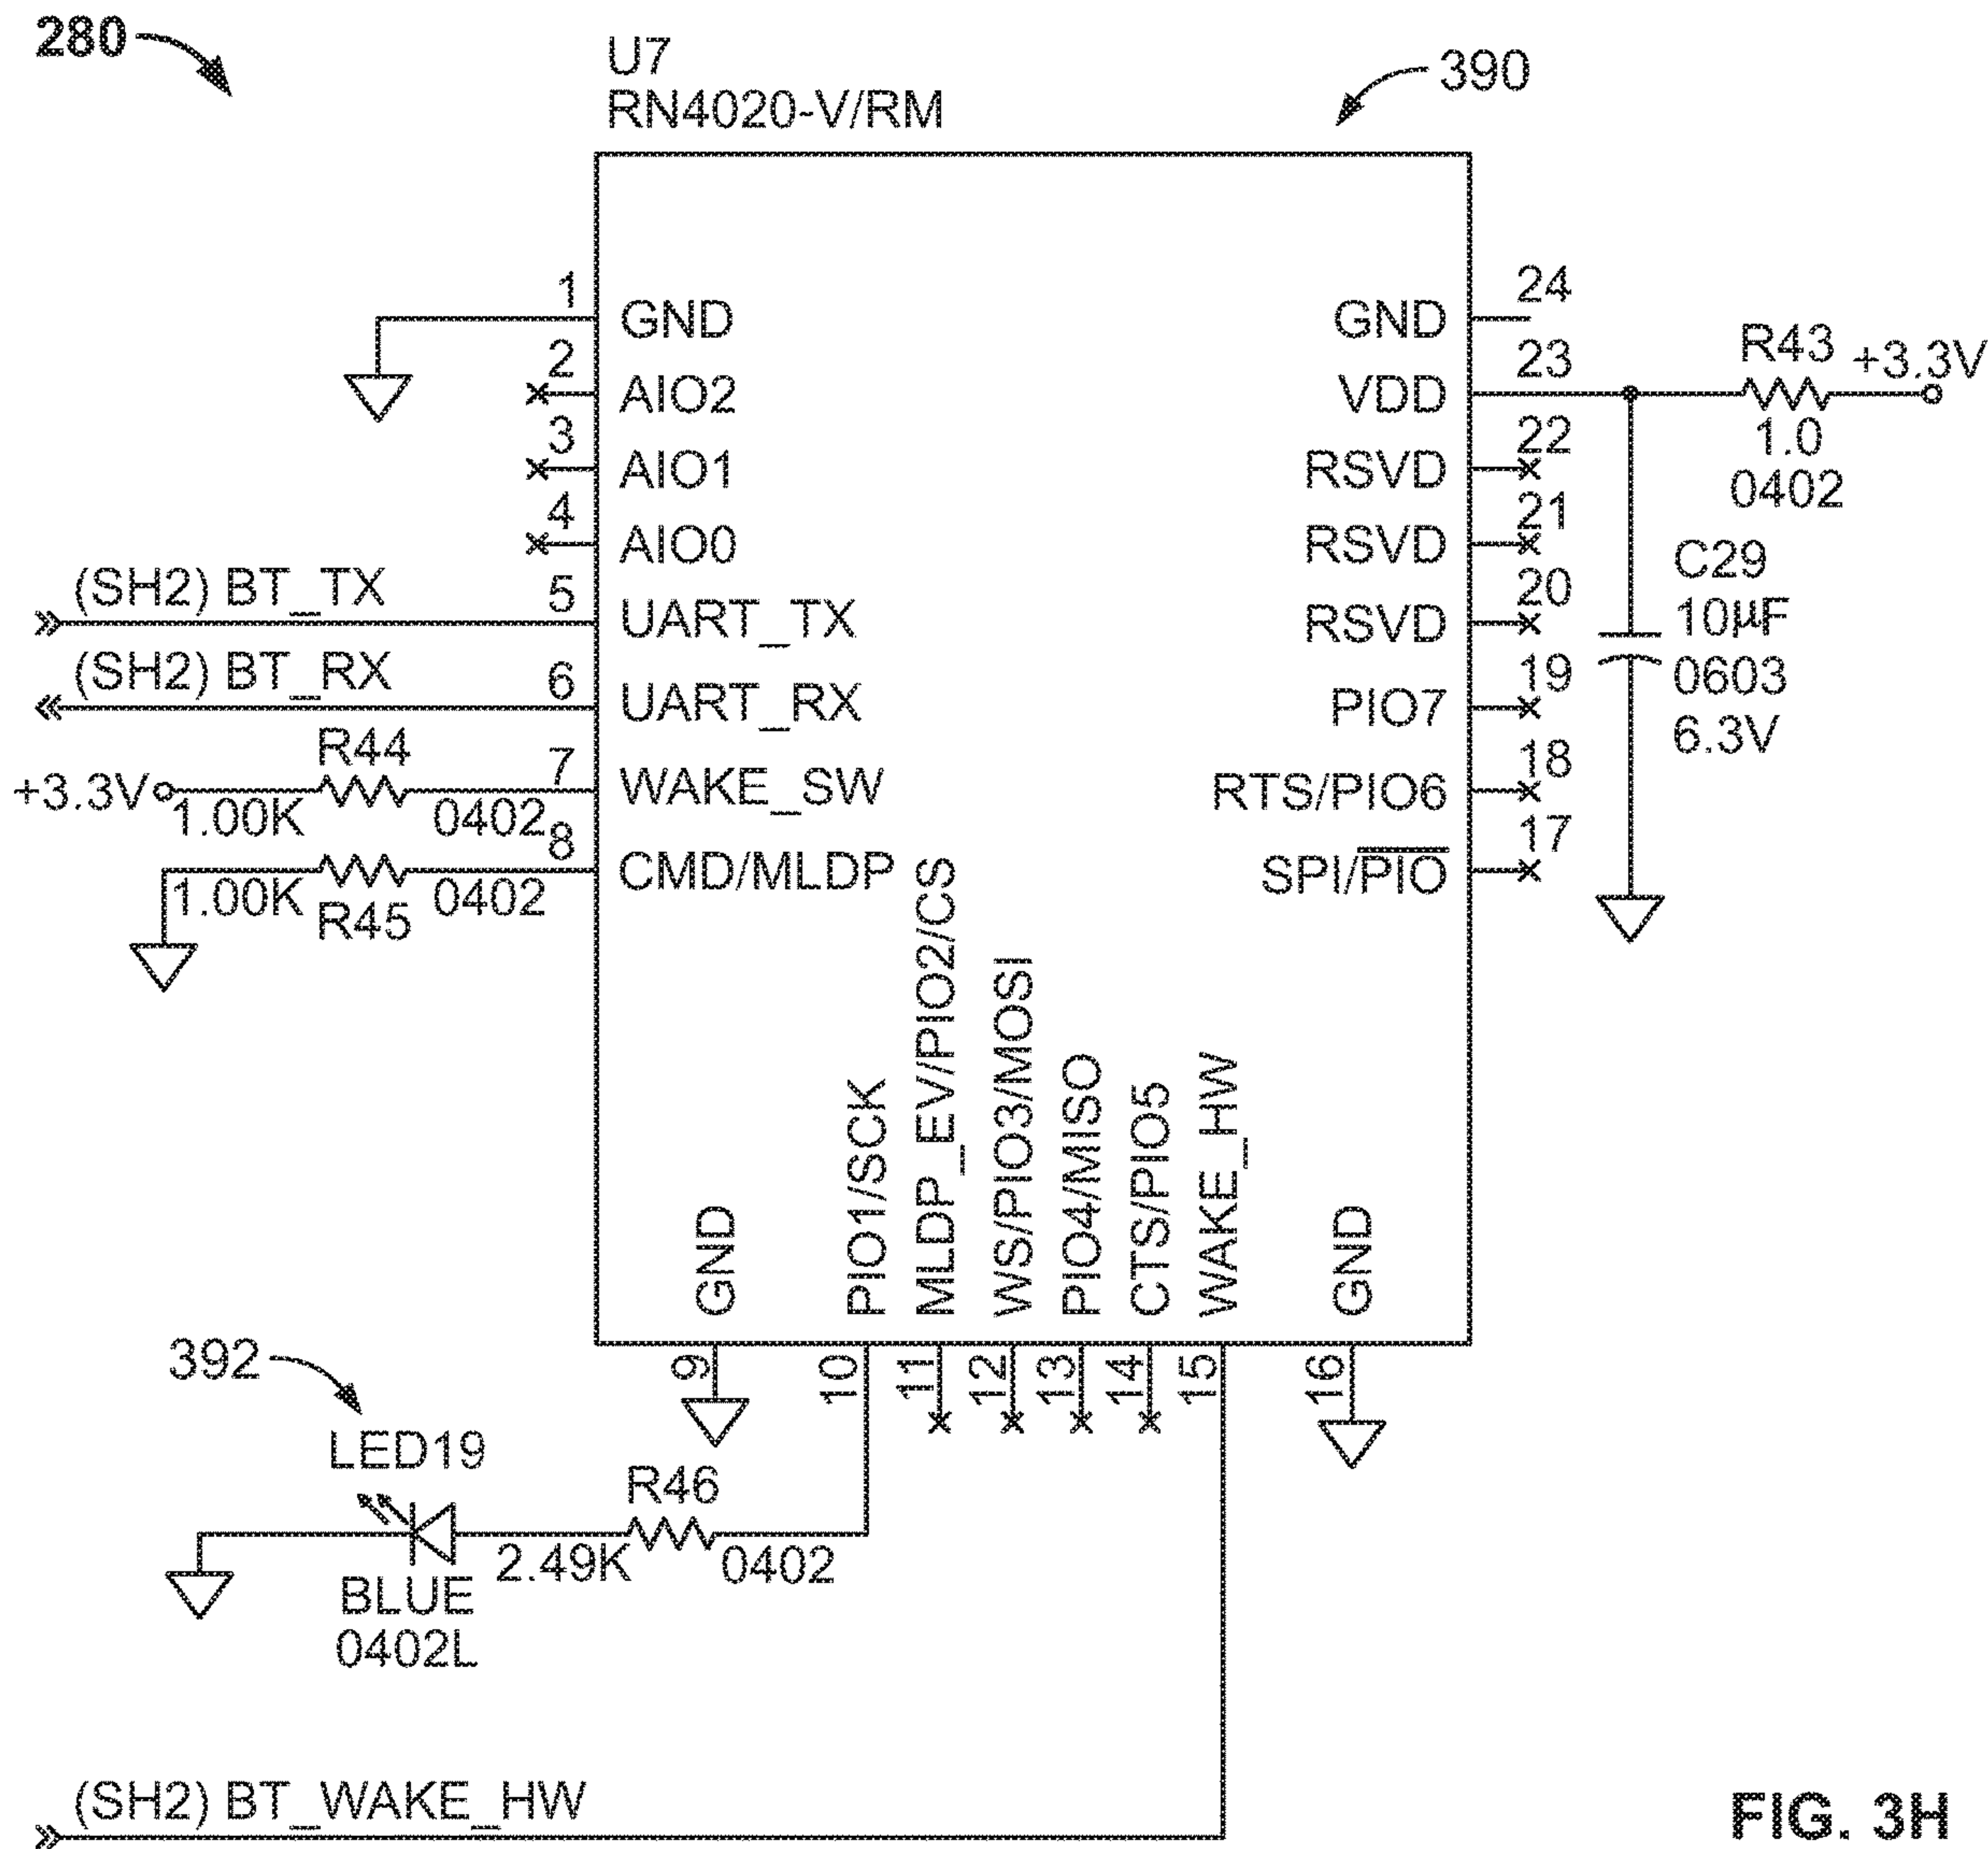 280
U7
RN4020-V/RM
390
1 GND
2 AIO2
3 AIO1
4 AIO0
(SH2) BT_TX 5 UART_TX
(SH2) BT_RX 6 UART_RX
R44
+3.3V 1.00K 0402 7 WAKE_SW
8 CMD/MLDP
1.00K 0402
R45
GND 24
VDD 23
R43 +3.3V
1.0
0402
RSVD 22
RSVD 21
RSVD 20
C29
10µF
0603
6.3V
PIO7 19
RTS/PIO6 18
SPI/P̅I̅O̅ 17
GND 9
PIO1/SCK 10
MLDP_EV/PIO2/CS 11
WS/PIO3/MOSI 12
PIO4/MISO 13
CTS/PIO5 14
WAKE_HW 15
GND 16
392
LED19
BLUE
0402L
R46
2.49K 0402
(SH2) BT_WAKE_HW
FIG. 3H